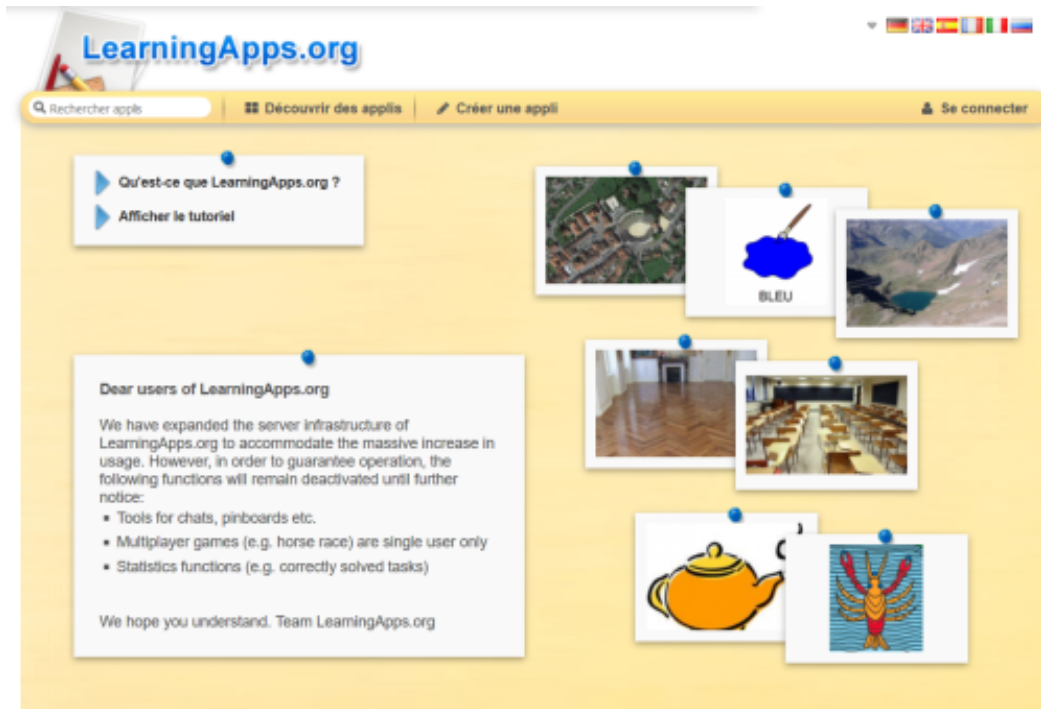 LearningApps.org
Rechercher applis
Découvrir des applis
Créer une appli
Se connecter
Qu'est-ce que LearningApps.org ?
Afficher le tutoriel
BLEU
Dear users of LearningApps.org
We have expanded the server infrastructure of
LearningApps.org to accommodate the massive increase in
usage. However, in order to guarantee operation, the
following functions will remain deactivated until further
notice:
Tools for chats, pinboards etc.
Multiplayer games (e.g. horse race) are single user only
Statistics functions (e.g. correctly solved tasks)
We hope you understand. Team LearningApps.org